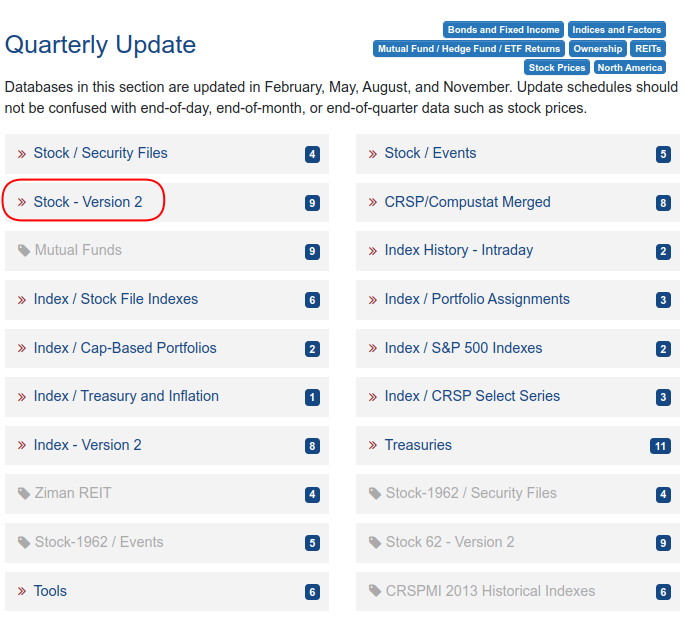 Quarterly Update
Bonds and Fixed Income Indices and Factors
Mutual Fund / Hedge Fund / ETF Returns Ownership REITs
Stock Prices North America
Databases in this section are updated in February, May, August, and November. Update schedules should
not be confused with end-of-day, end-of-month, or end-of-quarter data such as stock prices.
» Stock / Security Files 4
» Stock / Events 5
» Stock - Version 2 9
» CRSP/Compustat Merged 8
Mutual Funds 9
» Index History - Intraday 2
» Index / Stock File Indexes 6
» Index / Portfolio Assignments 3
» Index / Cap-Based Portfolios 2
» Index / S&P 500 Indexes 2
» Index / Treasury and Inflation 1
» Index / CRSP Select Series 3
» Index - Version 2 8
» Treasuries 11
Ziman REIT 4
Stock-1962 / Security Files 4
Stock-1962 / Events 5
Stock 62 - Version 2 9
» Tools 6
CRSPMI 2013 Historical Indexes 6